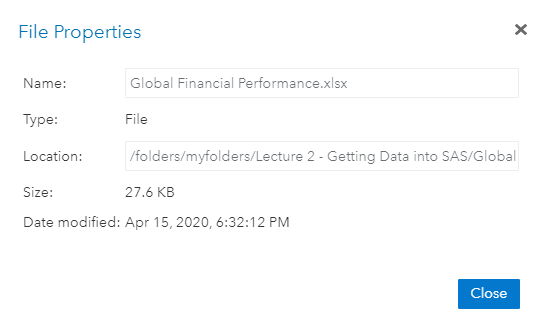 File Properties
Name: Global Financial Performance.xlsx
Type: File
Location: /folders/myfolders/Lecture 2 - Getting Data into SAS/Global
Size: 27.6 KB
Date modified: Apr 15, 2020, 6:32:12 PM
Close